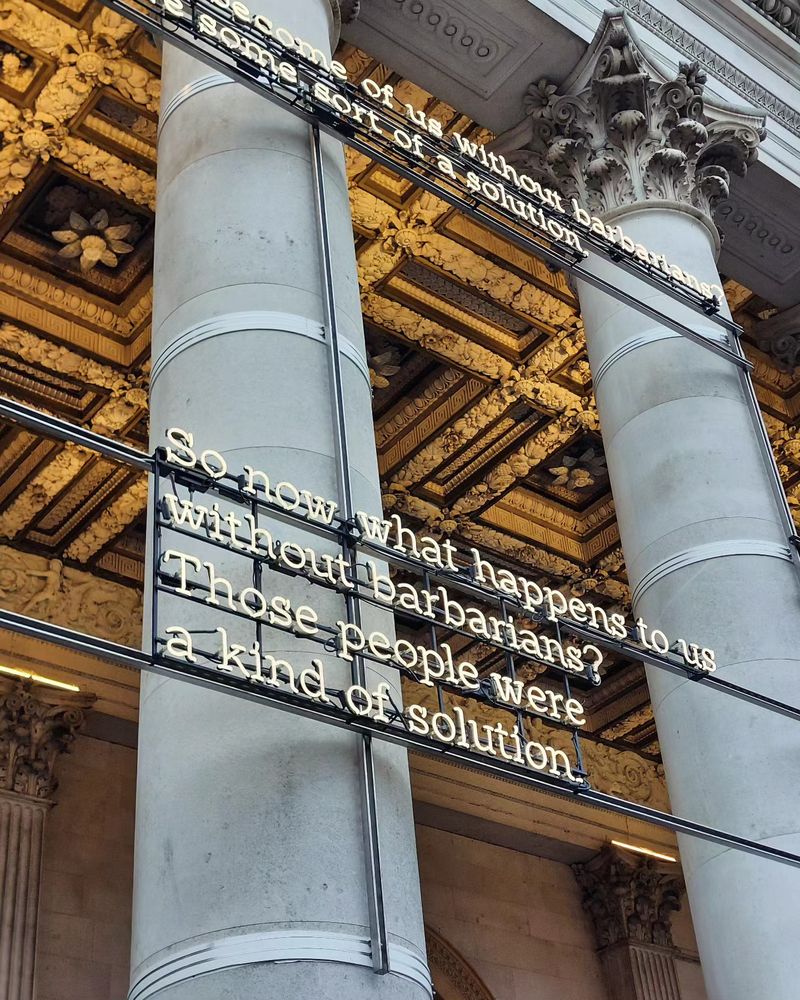 become of us without barbarians?
some sort of a solution.
So now, what happens to us
without barbarians?
Those people were
a kind of solution.